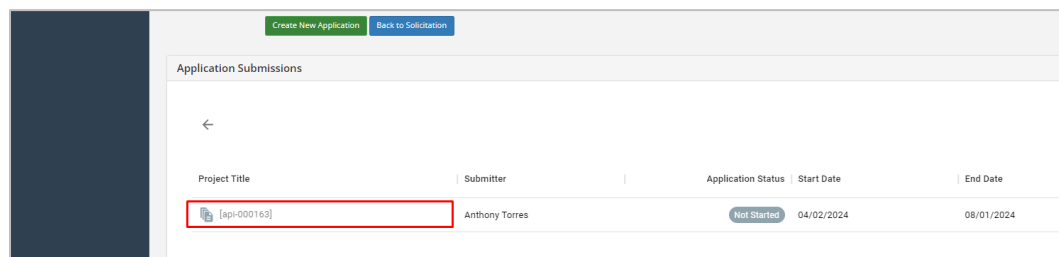 Create New Application Back to Solicitation
Application Submissions
Project Title Submitter Application Status Start Date End Date
[api-000163] Anthony Torres Not Started 04/02/2024 08/01/2024